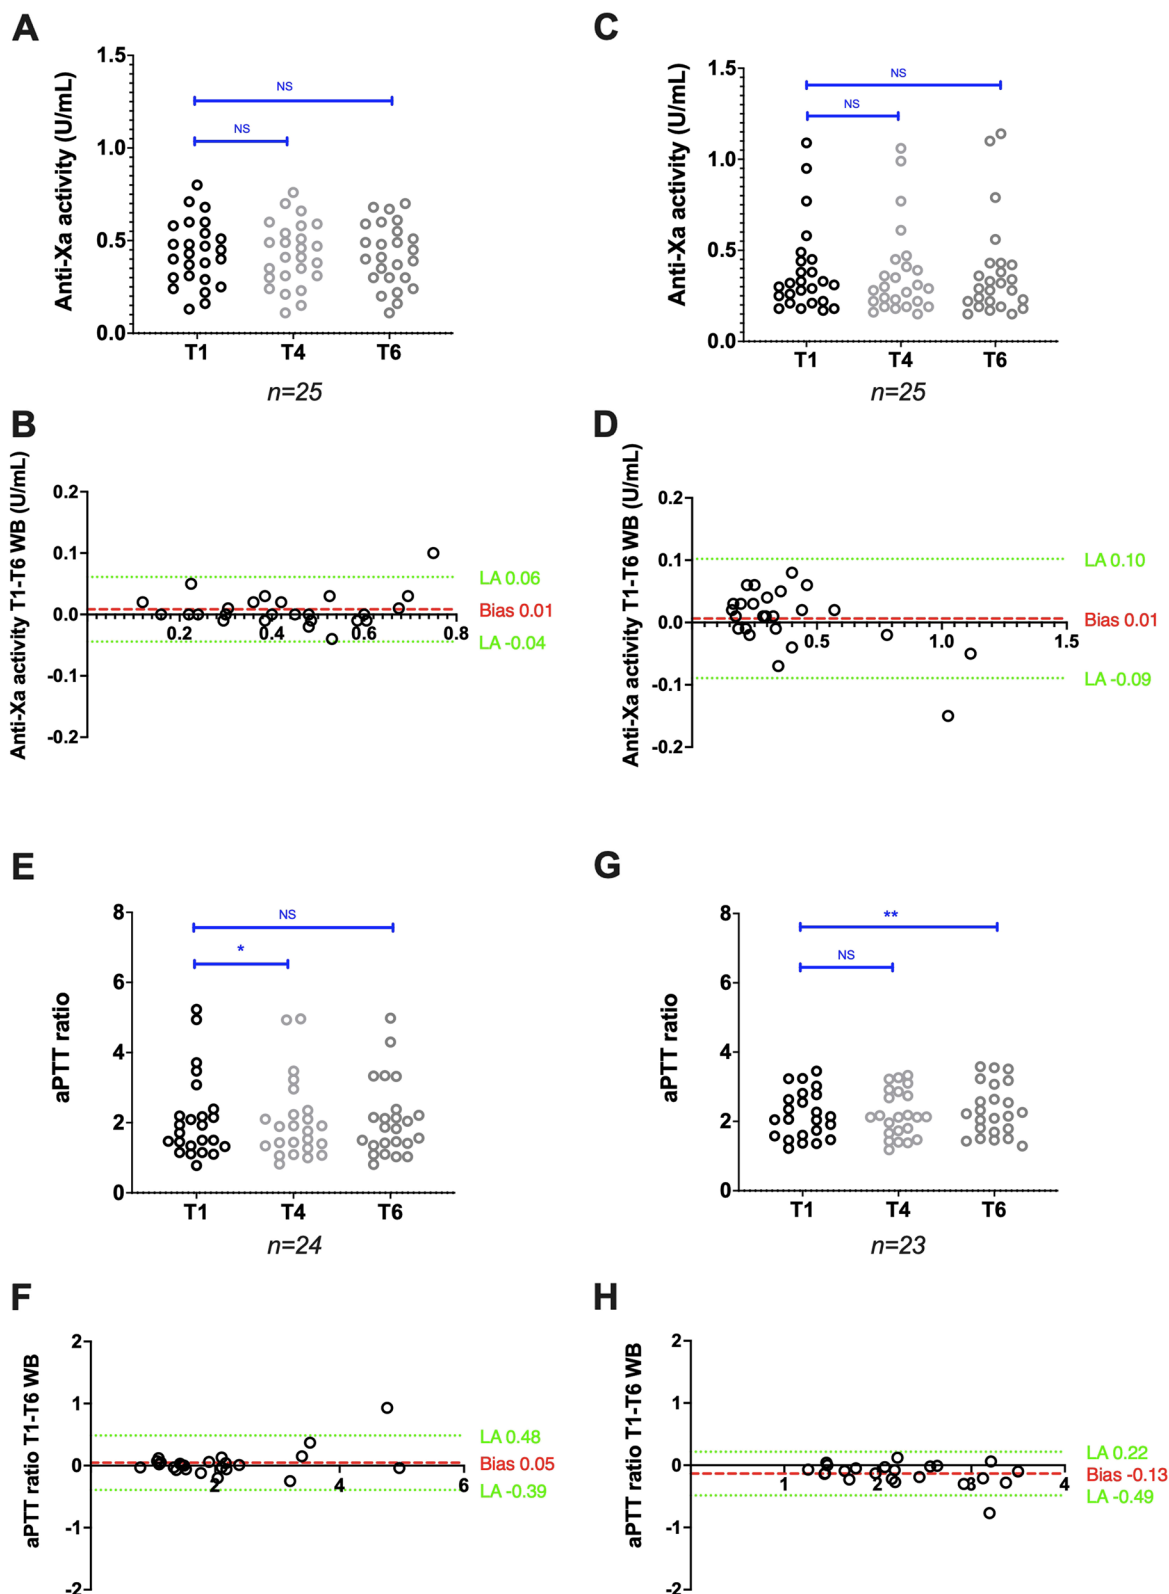 A
Anti-Xa activity (U/mL)
1.5
1.0
0.5
0.0
NS
NS
T1 T4 T6
n=25
C
Anti-Xa activity (U/mL)
1.5
1.0
0.5
0.0
NS
NS
T1 T4 T6
n=25
B
Anti-Xa activity T1-T6 WB (U/mL)
0.2
0.1
0.0
-0.1
-0.2
0.2 0.4 0.6 0.8
LA 0.06
Bias 0.01
LA -0.04
D
Anti-Xa activity T1-T6 WB (U/mL)
0.2
0.1
0.0
-0.1
-0.2
0.5 1.0 1.5
LA 0.10
Bias 0.01
LA -0.09
E
aPTT ratio
8
6
4
2
0
NS
*
T1 T4 T6
n=24
G
aPTT ratio
8
6
4
2
0
**
NS
T1 T4 T6
n=23
F
aPTT ratio T1-T6 WB
2
1
0
-1
-2
2 4 6
LA 0.48
Bias 0.05
LA -0.39
H
aPTT ratio T1-T6 WB
2
1
0
-1
-2
1 2 3 4
LA 0.22
Bias -0.13
LA -0.49